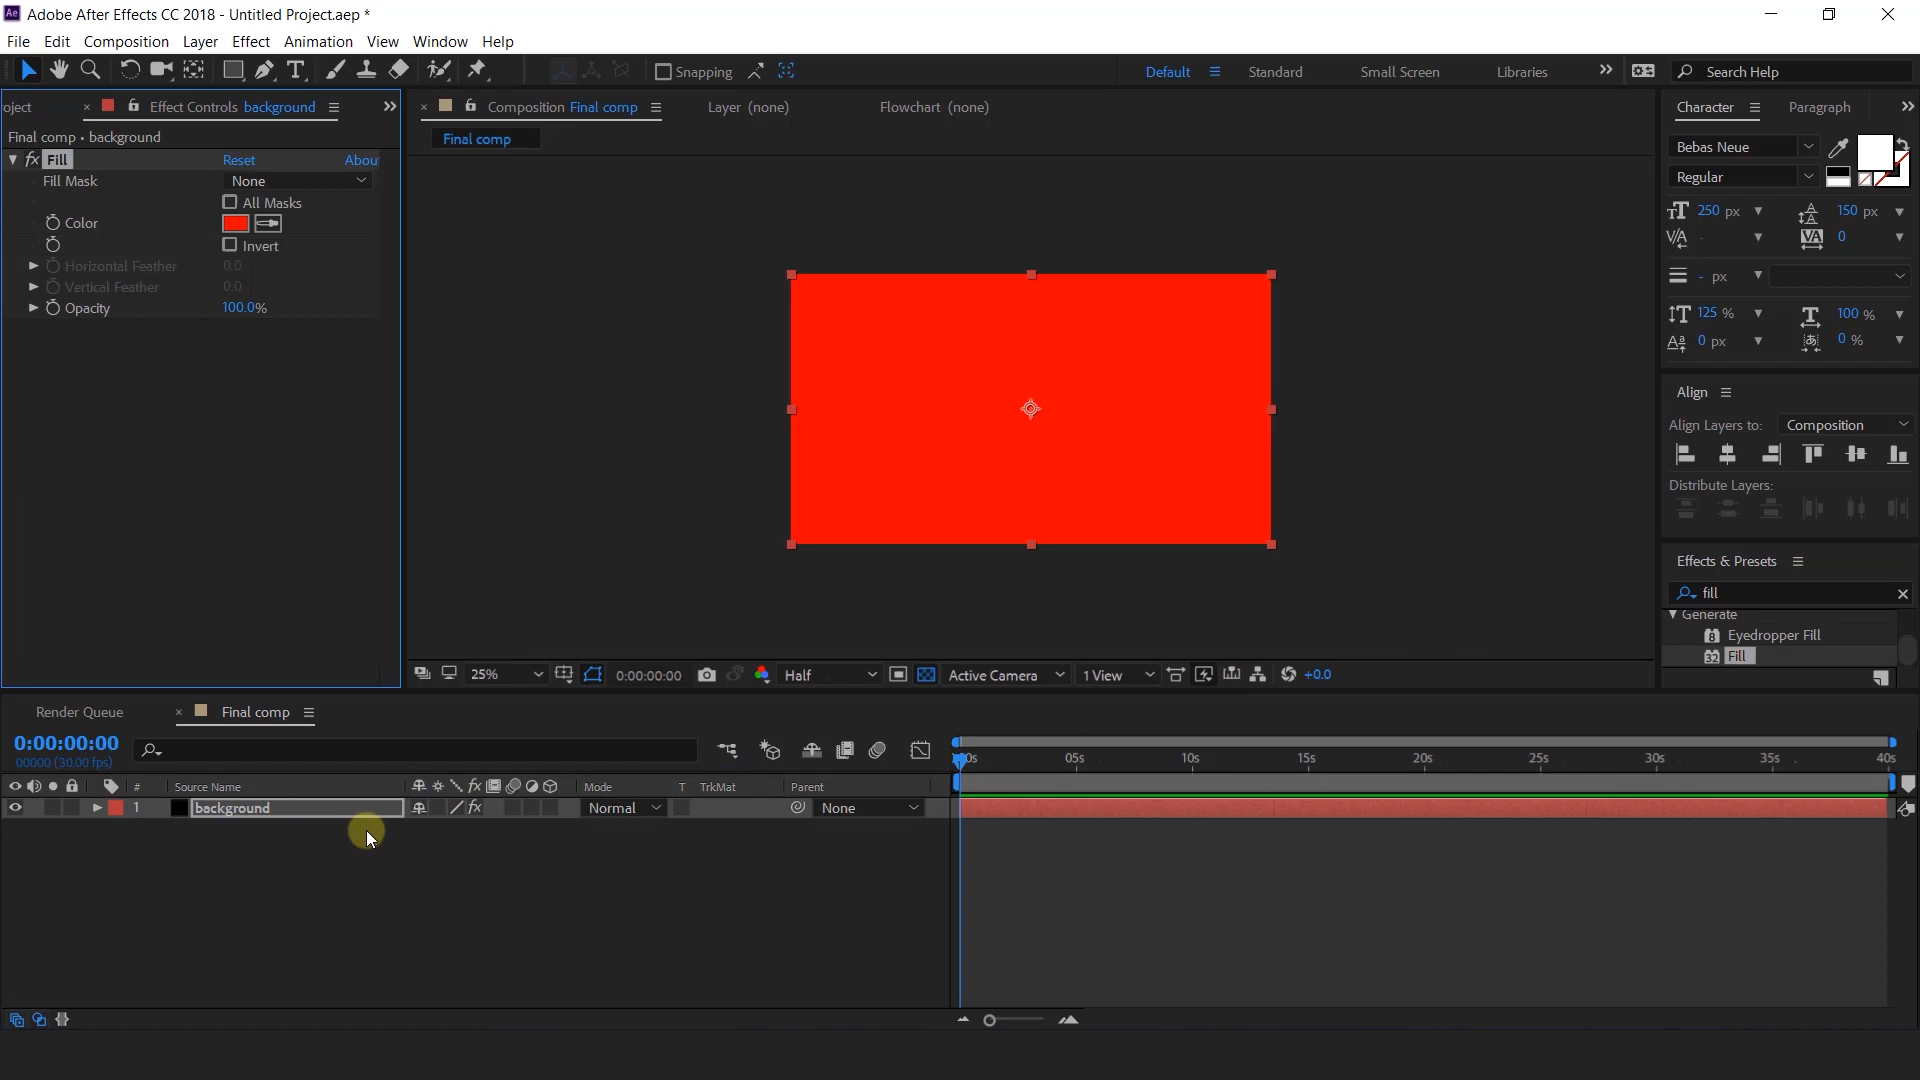 Adobe After Effects CC 2018 - Untitled Project.aep *
File Edit Composition Layer Effect Animation View Window Help
Snapping Default Standard Small Screen Libraries Search Help
oject Effect Controls background
Final comp • background
fx Fill Reset About
Fill Mask None
All Masks
Color
Invert
Horizontal Feather 0.0
Vertical Feather 0.0
Opacity 100.0%
Composition Final comp Layer (none) Flowchart (none)
Final comp
25% 0:00:00:00 Half Active Camera 1 View +0.0
Character Paragraph
Bebas Neue
Regular
250 px 150 px
- 0
- px
125 % 100 %
0 px 0 %
Align
Align Layers to: Composition
Distribute Layers:
Effects & Presets
fill
Generate
Eyedropper Fill
Fill
Render Queue Final comp
0:00:00:00
00000 (30.00 fps)
# Source Name fx Mode T TrkMat Parent
1 background fx Normal None
00s 05s 10s 15s 20s 25s 30s 35s 40s